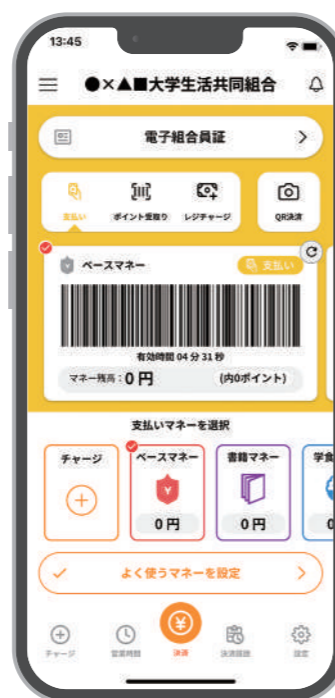 13:45
●×▲■大学生活共同組合
電子組合員証
支払い ポイント受取り レジチャージ QR決済
ベースマネー 支払い
有効時間 04 分 31 秒
マネー残高：0 円 (内0ポイント)
支払いマネーを選択
チャージ ベースマネー 書籍マネー 学食
0 円 0 円 0
よく使うマネーを設定
チャージ 営業時間 決済 決済履歴 設定